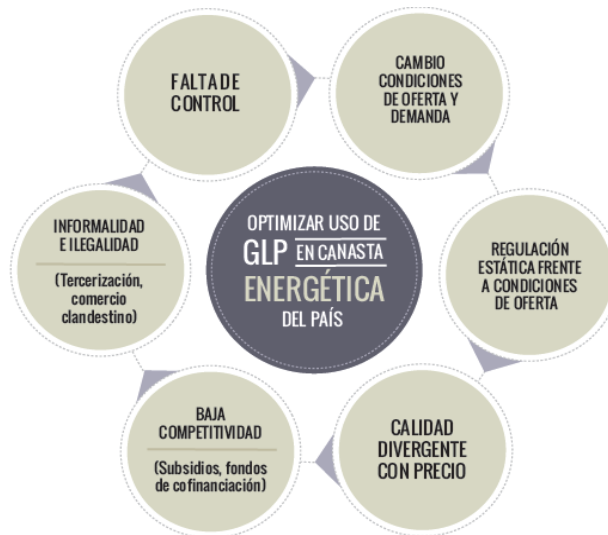 FALTA DE
CONTROL
CAMBIO
CONDICIONES
DE OFERTA Y
DEMANDA
REGULACIÓN
ESTÁTICA FRENTE
A CONDICIONES
DE OFERTA
CALIDAD
DIVERGENTE
CON PRECIO
BAJA
COMPETITIVIDAD
(Subsidios, fondos
de cofinanciación)
INFORMALIDAD
E ILEGALIDAD
(Tercerización,
comercio
clandestino)
OPTIMIZAR USO DE
GLP EN CANASTA
ENERGÉTICA
DEL PAÍS